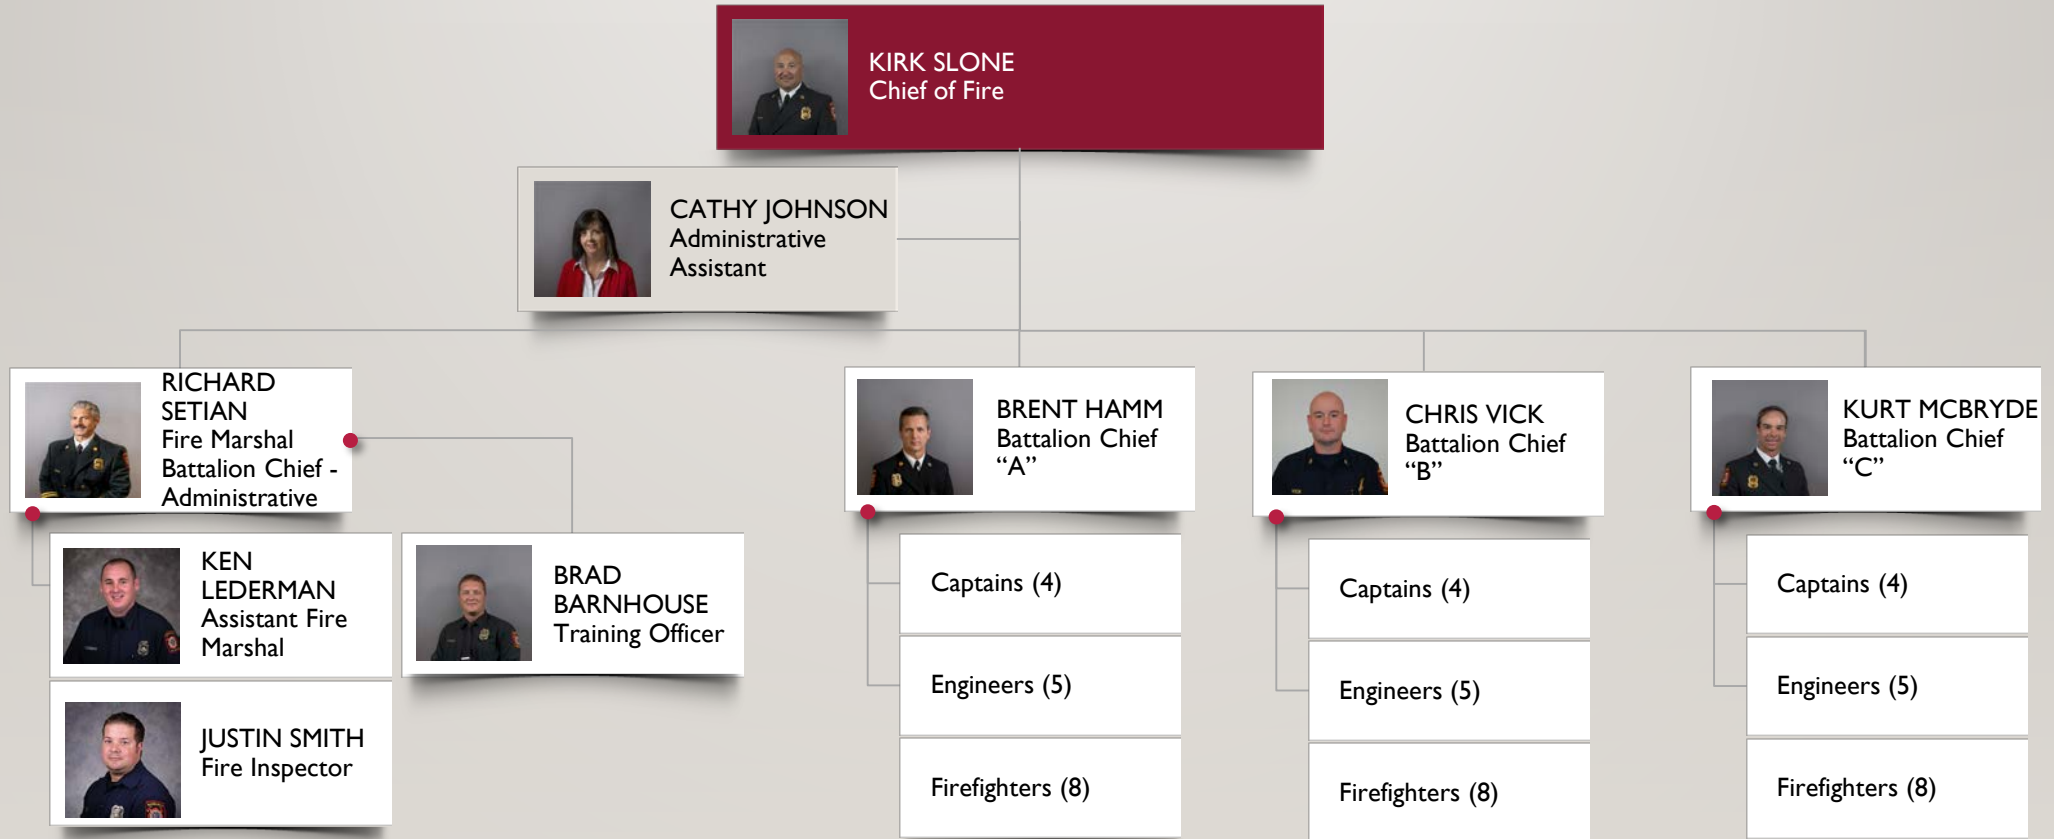 KIRK SLONE
Chief of Fire
CATHY JOHNSON
Administrative
Assistant
RICHARD
SETIAN
Fire Marshal
Battalion Chief -
Administrative
BRENT HAMM
Battalion Chief
“A”
CHRIS VICK
Battalion Chief
“B”
KURT MCBRYDE
Battalion Chief
“C”
KEN
LEDERMAN
Assistant Fire
Marshal
BRAD
BARNHOUSE
Training Officer
JUSTIN SMITH
Fire Inspector
Captains (4)
Engineers (5)
Firefighters (8)
Captains (4)
Engineers (5)
Firefighters (8)
Captains (4)
Engineers (5)
Firefighters (8)